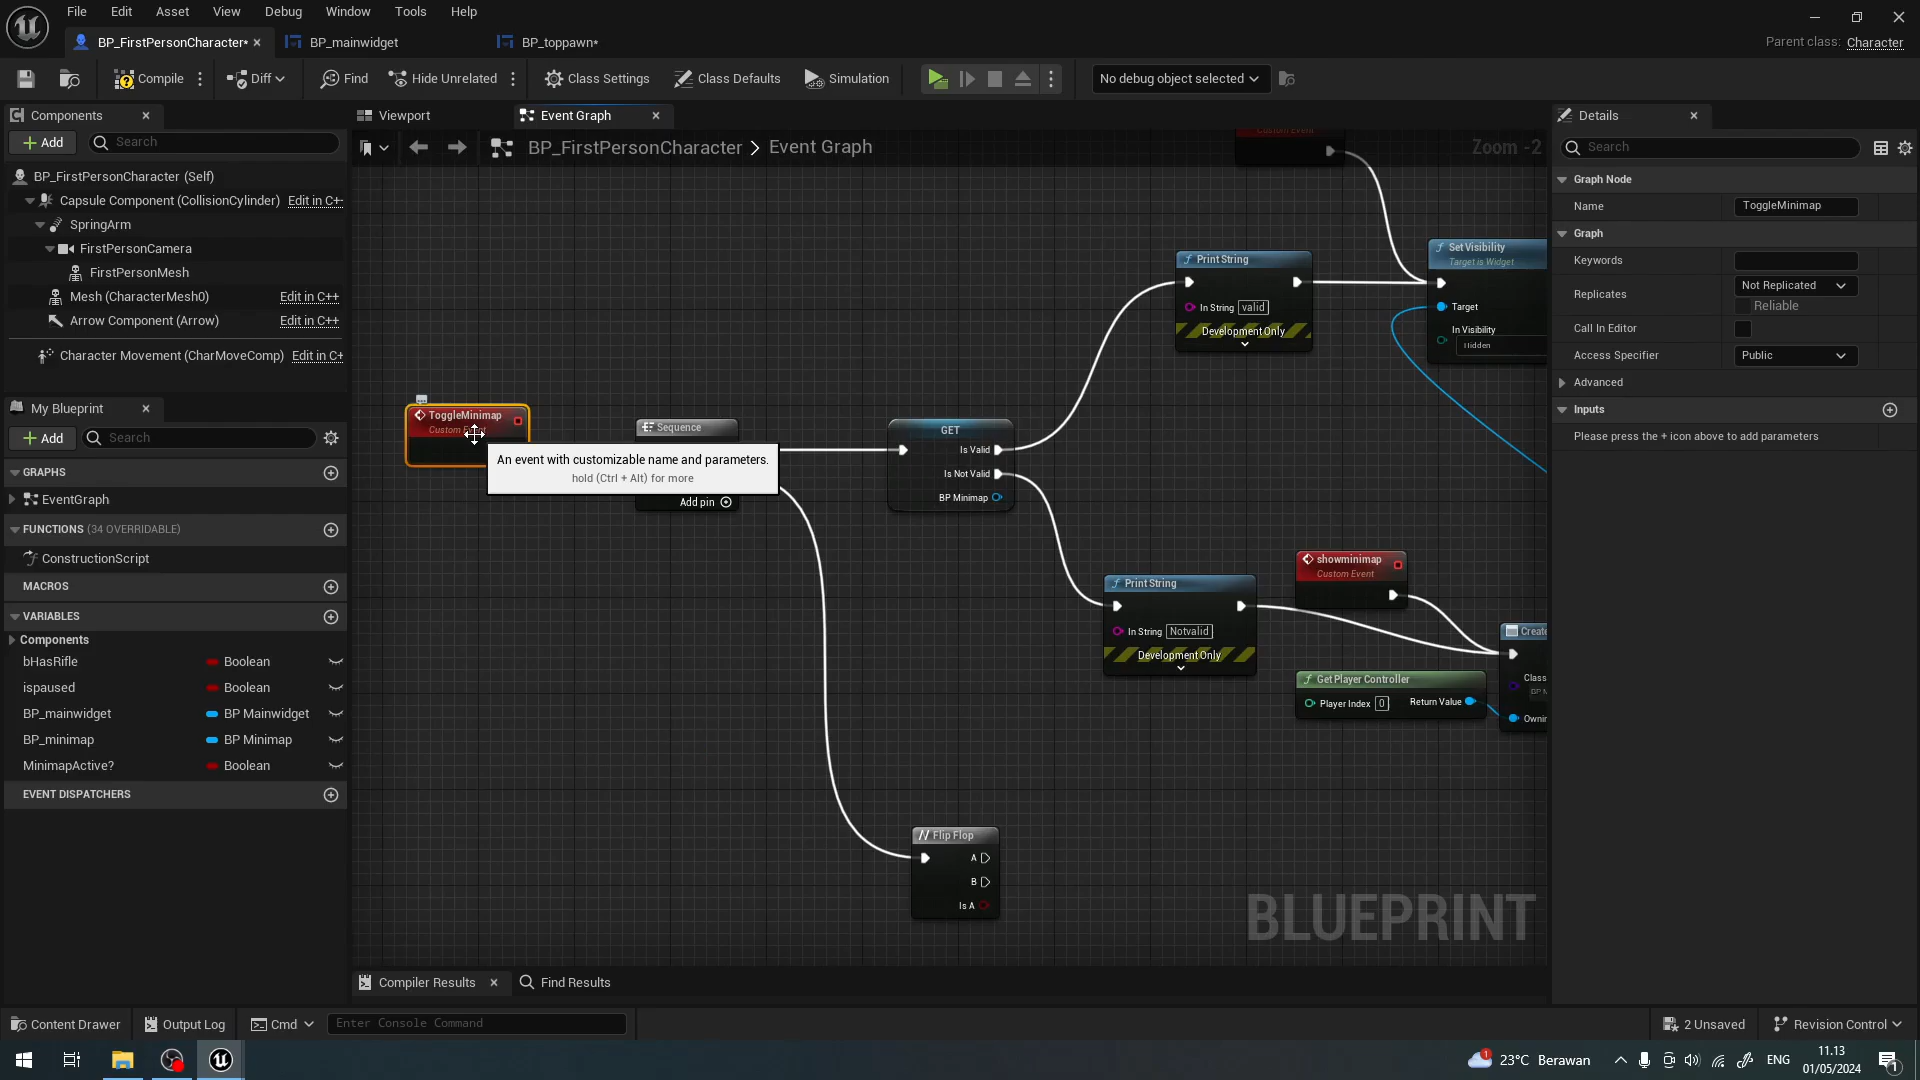 File Edit Asset View Debug Window Tools Help
BP_FirstPersonCharacter* BP_mainwidget BP_toppawn*
Parent class: Character
Compile Diff Find Hide Unrelated Class Settings Class Defaults Simulation No debug object selected
Components
Add Search
BP_FirstPersonCharacter (Self)
Capsule Component (CollisionCylinder) Edit in C++
SpringArm
FirstPersonCamera
FirstPersonMesh
Mesh (CharacterMesh0) Edit in C++
Arrow Component (Arrow) Edit in C++
Character Movement (CharMoveComp) Edit in C+
My Blueprint
Add Search
GRAPHS
EventGraph
FUNCTIONS (34 OVERRIDABLE)
ConstructionScript
MACROS
VARIABLES
Components
bHasRifle Boolean
ispaused Boolean
BP_mainwidget BP Mainwidget
BP_minimap BP Minimap
MinimapActive? Boolean
EVENT DISPATCHERS
Viewport Event Graph
BP_FirstPersonCharacter > Event Graph
Zoom -2
Custom Event
Print String
In String valid
Development Only
Set Visibility
Target is Widget
Target
In Visibility
Hidden
ToggleMinimap
Sequence
An event with customizable name and parameters.
hold (Ctrl + Alt) for more
Add pin
GET
Is Valid
Is Not Valid
BP Minimap
Print String
In String Notvalid
Development Only
showminimap
Custom Event
Create
Class
Ownin
Get Player Controller
Player Index 0 Return Value
Flip Flop
A
B
Is A
BLUEPRINT
Compiler Results Find Results
Details
Search
Graph Node
Name ToggleMinimap
Graph
Keywords
Replicates Not Replicated
Reliable
Call In Editor
Access Specifier Public
Advanced
Inputs
Please press the + icon above to add parameters
Content Drawer Output Log Cmd Enter Console Command 2 Unsaved Revision Control
1 23°C Berawan ENG 11.13
01/05/2024 1